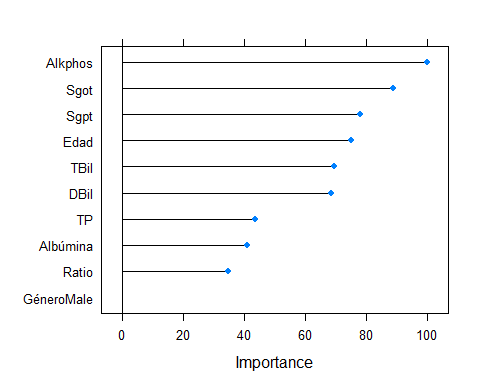 Alkphos
Sgot
Sgpt
Edad
TBil
DBil
TP
Albúmina
Ratio
GéneroMale
0 20 40 60 80 100
Importance